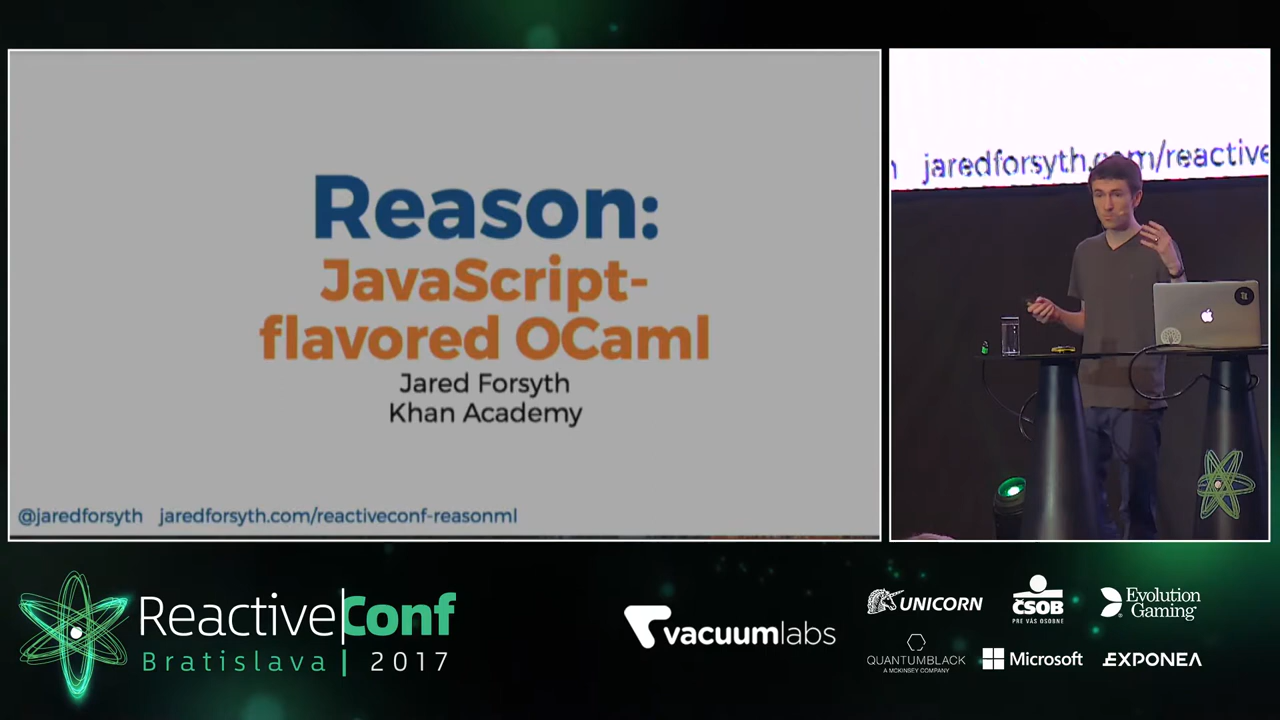 Reason:
JavaScript-
flavored OCaml
Jared Forsyth
Khan Academy
@jaredforsyth jaredforsyth.com/reactiveconf-reasonml
jaredforsyth.com/reactive
ReactiveConf
Bratislava | 2017
vacuumlabs
UNICORN
ČSOB
PRE VÁS OSOBNE
Evolution
Gaming
QUANTUMBLACK
A MCKINSEY COMPANY
Microsoft
EXPONEA